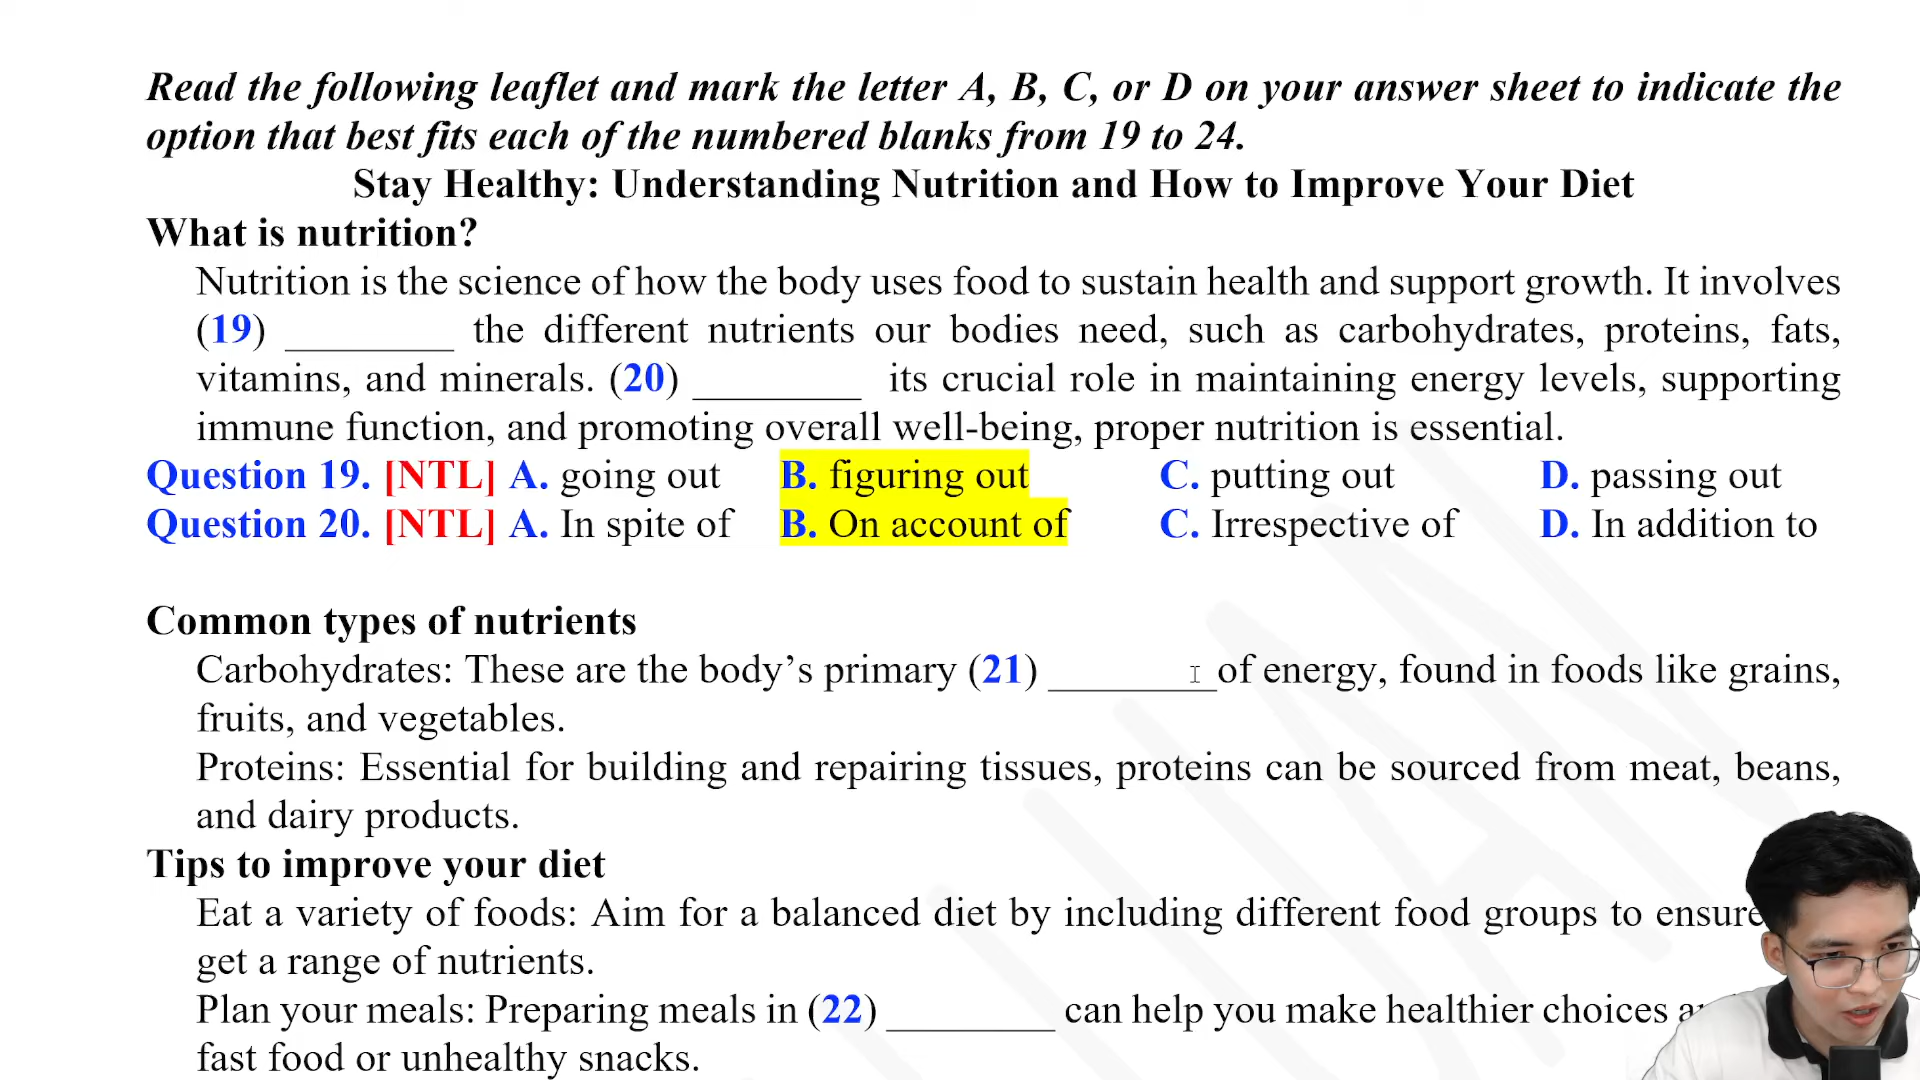 Read the following leaflet and mark the letter A, B, C, or D on your answer sheet to indicate the
option that best fits each of the numbered blanks from 19 to 24.
Stay Healthy: Understanding Nutrition and How to Improve Your Diet
What is nutrition?
Nutrition is the science of how the body uses food to sustain health and support growth. It involves
(19) ________ the different nutrients our bodies need, such as carbohydrates, proteins, fats,
vitamins, and minerals. (20) ________ its crucial role in maintaining energy levels, supporting
immune function, and promoting overall well-being, proper nutrition is essential.
Question 19. [NTL] A. going out B. figuring out C. putting out D. passing out
Question 20. [NTL] A. In spite of B. On account of C. Irrespective of D. In addition to
Common types of nutrients
Carbohydrates: These are the body’s primary (21) ________ of energy, found in foods like grains,
fruits, and vegetables.
Proteins: Essential for building and repairing tissues, proteins can be sourced from meat, beans,
and dairy products.
Tips to improve your diet
Eat a variety of foods: Aim for a balanced diet by including different food groups to ensure
get a range of nutrients.
Plan your meals: Preparing meals in (22) ________ can help you make healthier choices
fast food or unhealthy snacks.